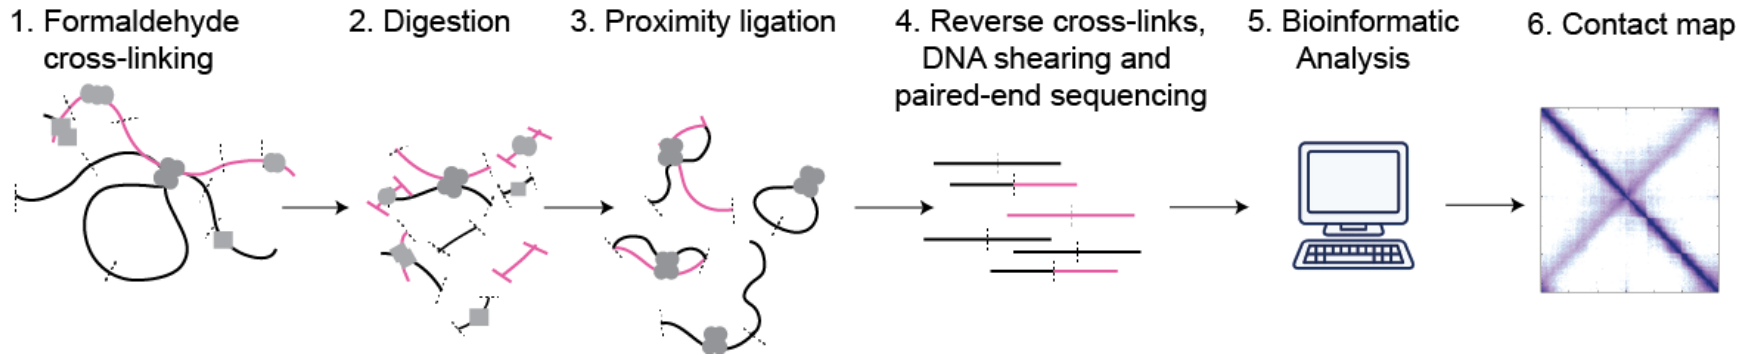 1. Formaldehyde
cross-linking
2. Digestion
3. Proximity ligation
4. Reverse cross-links,
DNA shearing and
paired-end sequencing
5. Bioinformatic
Analysis
6. Contact map